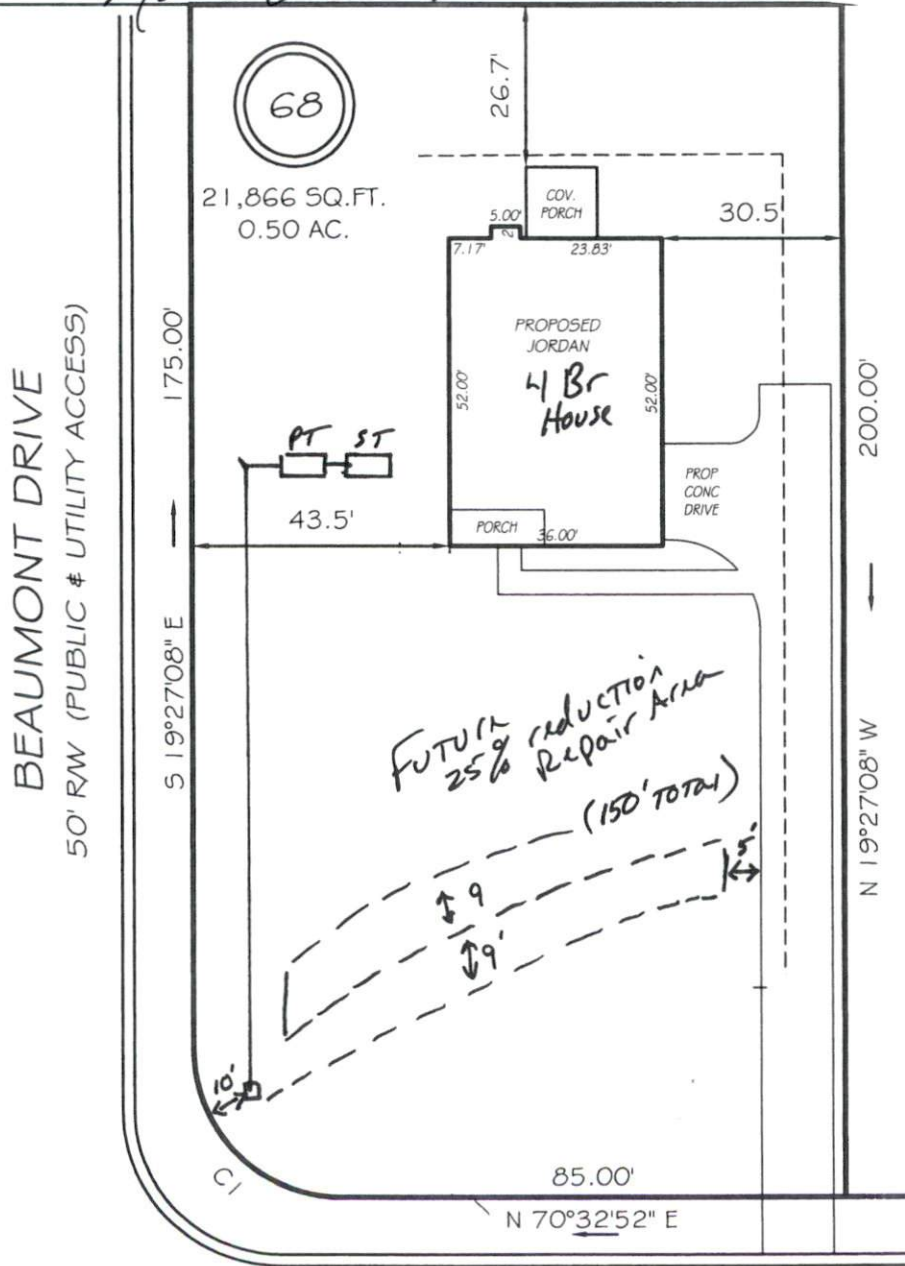 68
21,866 SQ.FT.
0.50 AC.
26.7'
COV.
PORCH
30.5
5.00'
2'
7.17'
23.83'
PROPOSED
JORDAN
4 Br
House
52.00'
52.00'
PT
ST
43.5'
PORCH
36.00'
PROP
CONC
DRIVE
BEAUMONT DRIVE
50' R/W (PUBLIC & UTILITY ACCESS)
175.00'
S 19°27'08" E
200.00'
N 19°27'08" W
FUTURE
25% reduction
Repair Area
(150' TOTAL)
9
9'
5'
10'
C1
85.00'
N 70°32'52" E